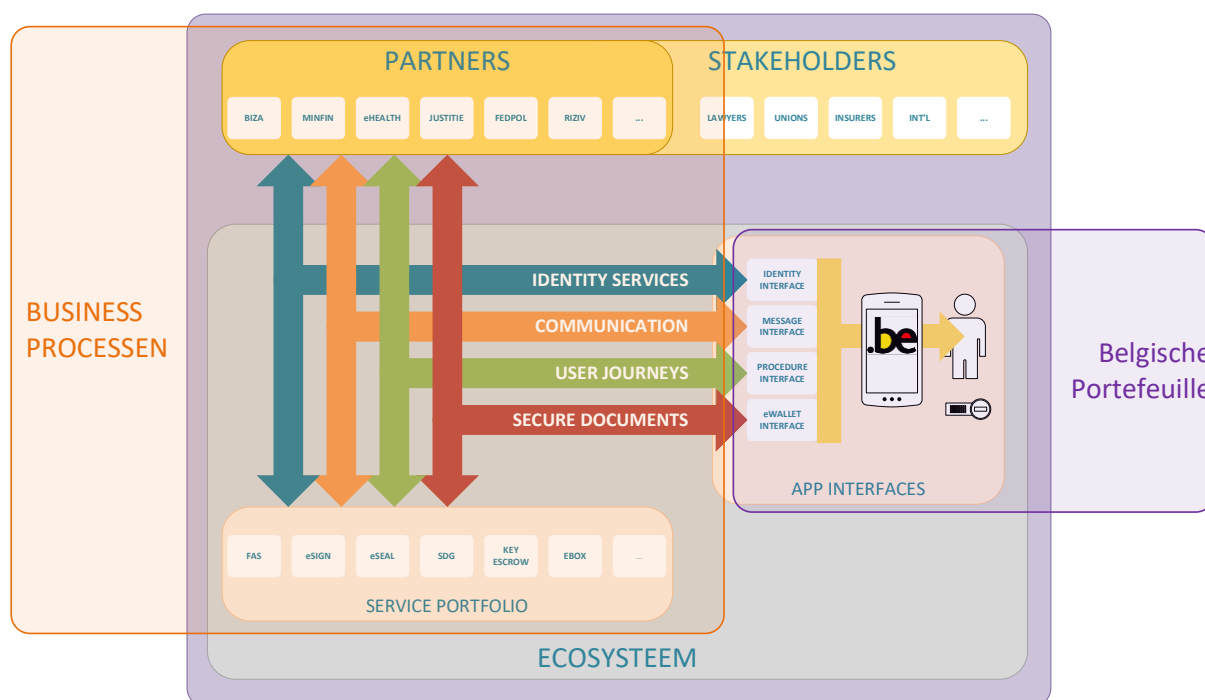 PARTNERS
STAKEHOLDERS
BIZA
MINFIN
eHEALTH
JUSTITIE
FEDPOL
RIZIV
...
LAWYERS
UNIONS
INSURERS
INT'L
...
BUSINESS
PROCESSEN
IDENTITY SERVICES
COMMUNICATION
USER JOURNEYS
SECURE DOCUMENTS
IDENTITY
INTERFACE
MESSAGE
INTERFACE
PROCEDURE
INTERFACE
eWALLET
INTERFACE
.be
APP INTERFACES
Belgische
Portefeuille
FAS
eSIGN
eSEAL
SDG
KEY
ESCROW
EBOX
...
SERVICE PORTFOLIO
ECOSYSTEEM